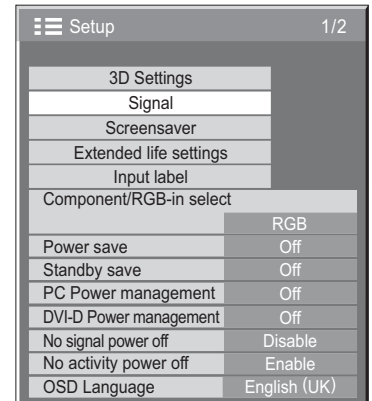 Setup 1/2
3D Settings
Signal
Screensaver
Extended life settings
Input label
Component/RGB-in select
RGB
Power save Off
Standby save Off
PC Power management Off
DVI-D Power management Off
No signal power off Disable
No activity power off Enable
OSD Language English (UK)